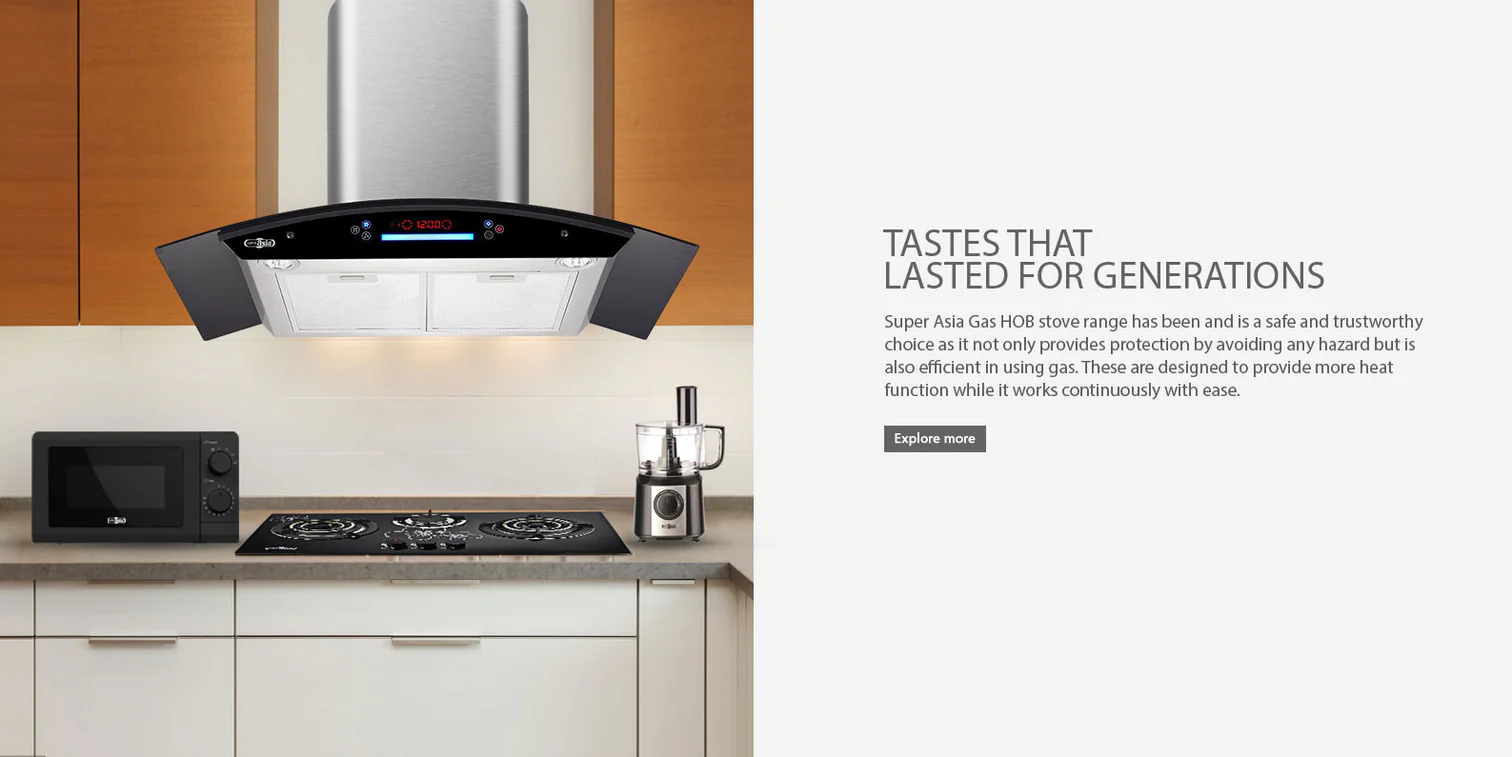 Asia
1200
TASTES THAT
LASTED FOR GENERATIONS
Super Asia Gas HOB stove range has been and is a safe and trustworthy
choice as it not only provides protection by avoiding any hazard but is
also efficient in using gas. These are designed to provide more heat
function while it works continuously with ease.
Explore more